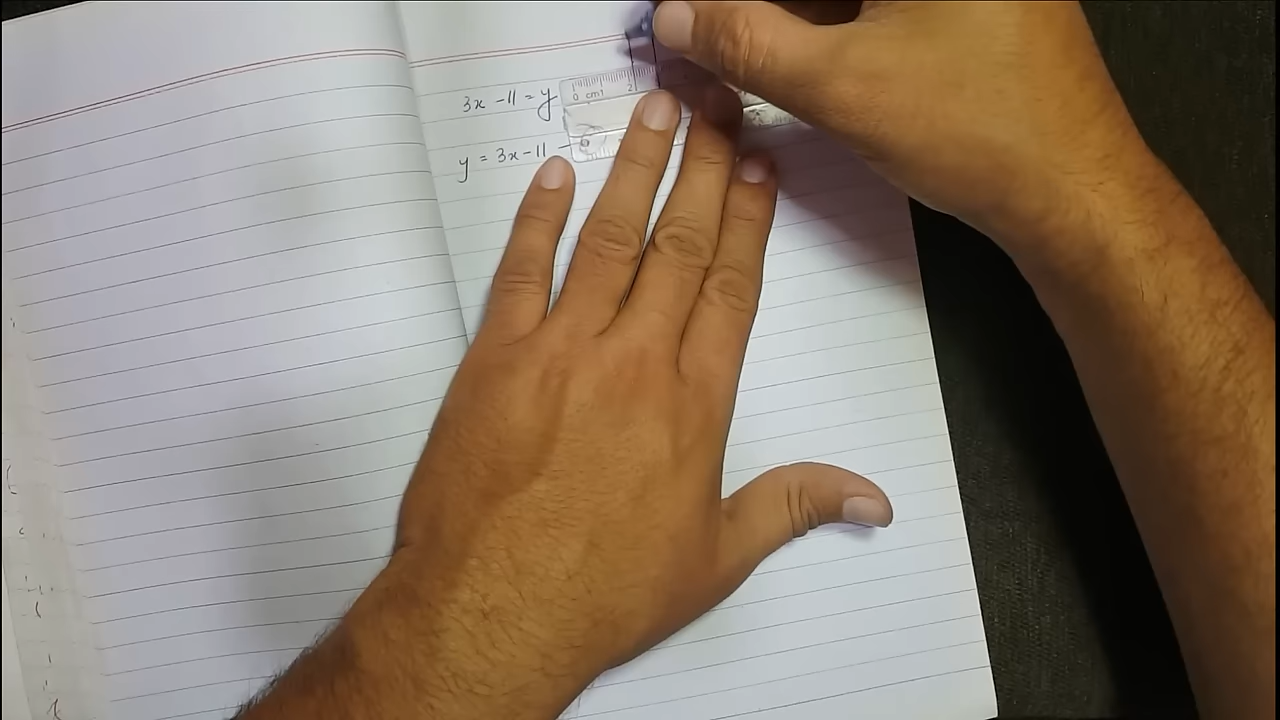 3x - 11 = y
0 cm 1 2
y = 3x - 11 -